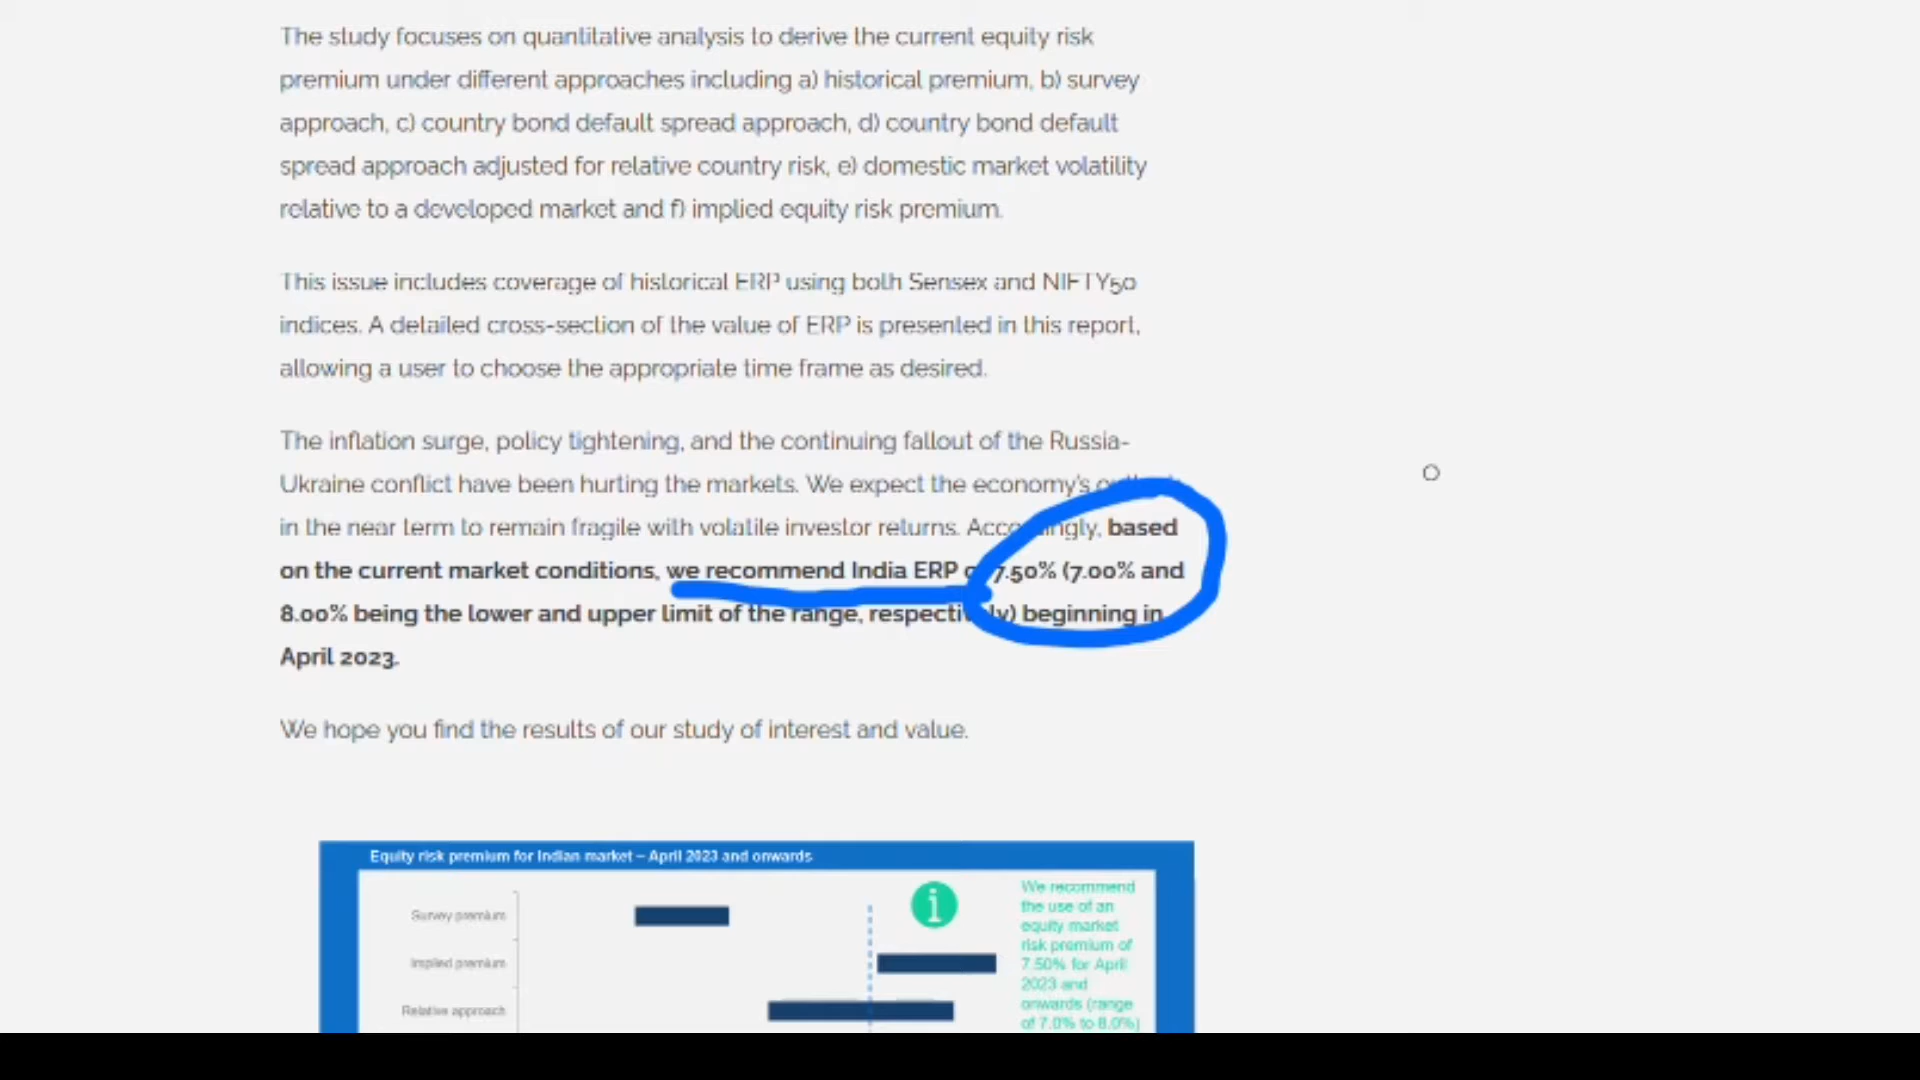 The study focuses on quantitative analysis to derive the current equity risk
premium under different approaches including a) historical premium, b) survey
approach, c) country bond default spread approach, d) country bond default
spread approach adjusted for relative country risk, e) domestic market volatility
relative to a developed market and f) implied equity risk premium.
This issue includes coverage of historical ERP using both Sensex and NIFTY50
indices. A detailed cross-section of the value of ERP is presented in this report,
allowing a user to choose the appropriate time frame as desired.
The inflation surge, policy tightening, and the continuing fallout of the Russia-
Ukraine conflict have been hurting the markets. We expect the economy's
in the near term to remain fragile with volatile investor returns. Accordingly, based
on the current market conditions, we recommend India ERP of 7.50% (7.00% and
8.00% being the lower and upper limit of the range, respectively) beginning in
April 2023.
We hope you find the results of our study of interest and value.
Equity risk premium for Indian market – April 2023 and onwards
Survey premium
Implied premium
Relative approach
i
We recommend
the use of an
equity market
risk premium of
7.50% for April
2023 and
onwards (range
of 7.0% to 8.0%)